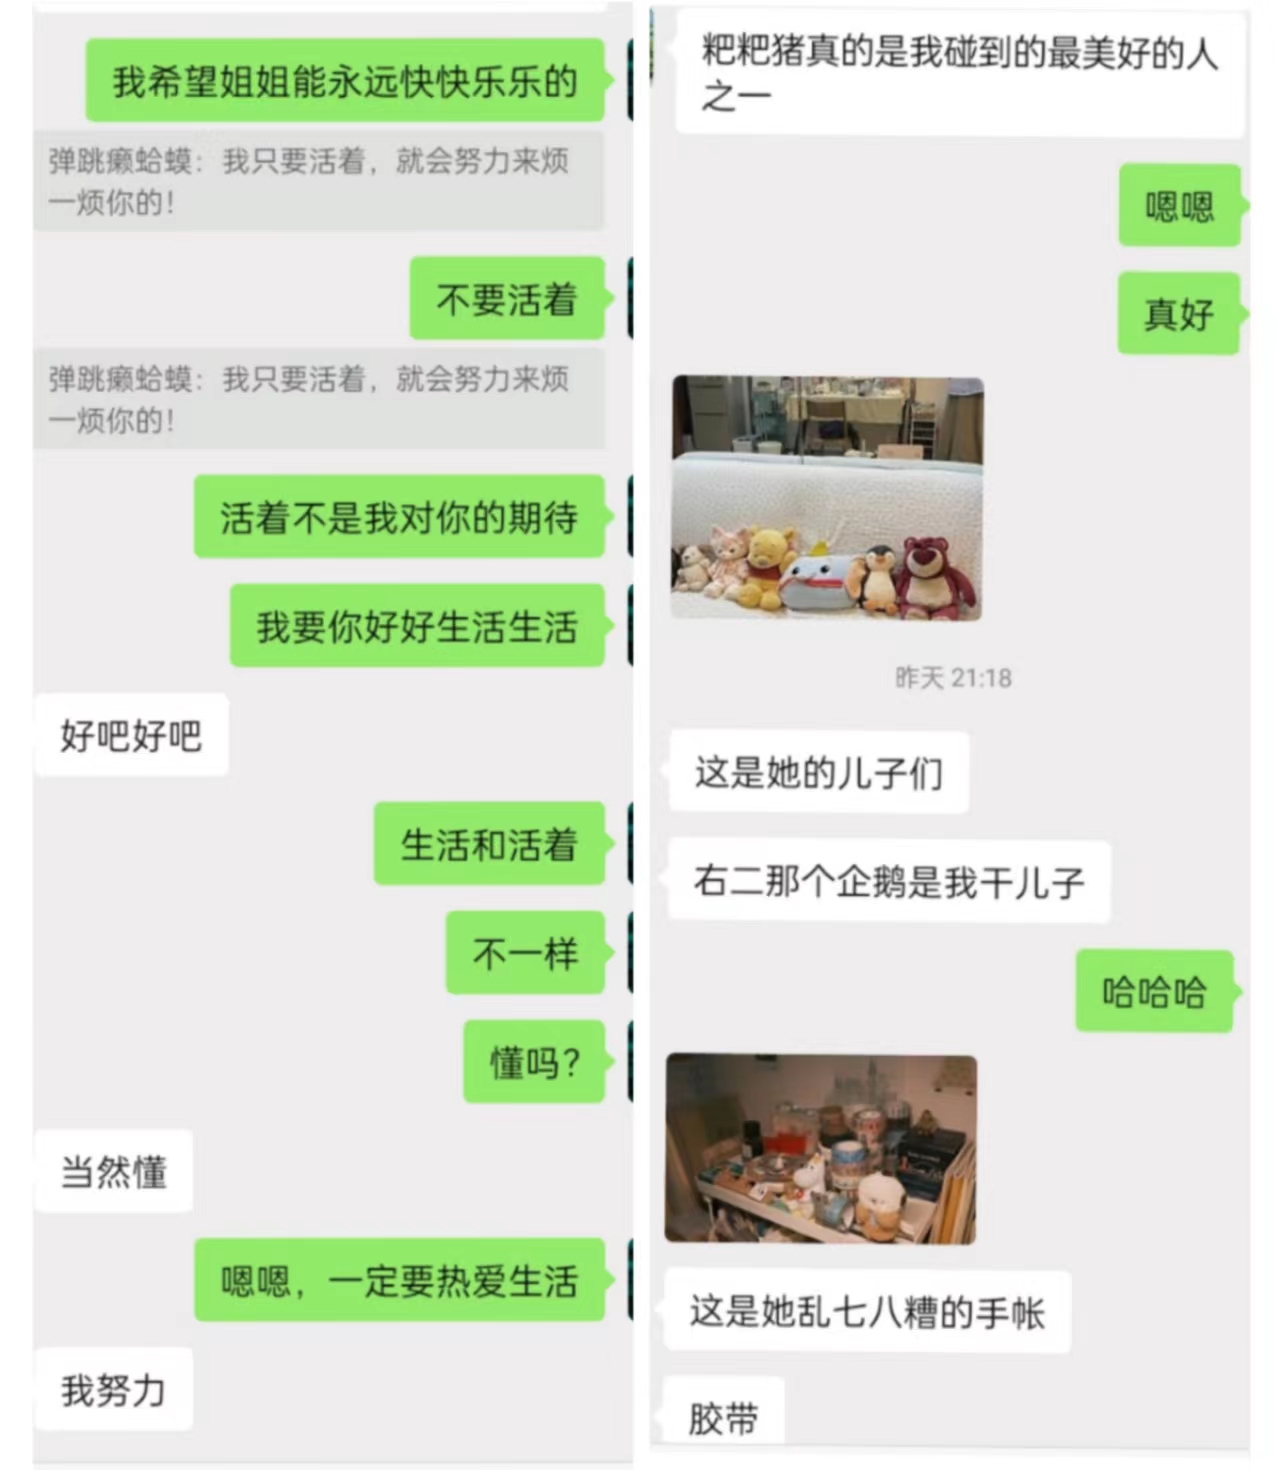 我希望姐姐能永远快快乐乐的
弹跳癞蛤蟆：我只要活着，就会努力来烦
一烦你的！
不要活着
弹跳癞蛤蟆：我只要活着，就会努力来烦
一烦你的！
活着不是我对你的期待
我要你好好生活生活
好吧好吧
生活和活着
不一样
懂吗？
当然懂
嗯嗯，一定要热爱生活
我努力
粑粑猪真的是我碰到的最美好的人
之一
嗯嗯
真好
昨天 21:18
这是她的儿子们
右二那个企鹅是我干儿子
哈哈哈
这是她乱七八糟的手帐
胶带